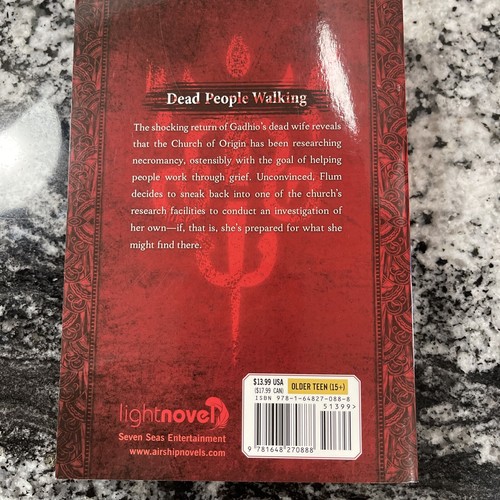 Dead People Walking
The shocking return of Gadhio's dead wife reveals
that the Church of Origin has been researching
necromancy, ostensibly with the goal of helping
people work through grief. Unconvinced, Flum
decides to sneak back into one of the church's
research facilities to conduct an investigation of
her own—if, that is, she's prepared for what she
might find there.
$13.99 USA
($17.99 CAN)
OLDER TEEN (15+)
ISBN 978-1-64827-088-8
51399>
9 781648 270888
lightnovel
Seven Seas Entertainment
www.airshipnovels.com